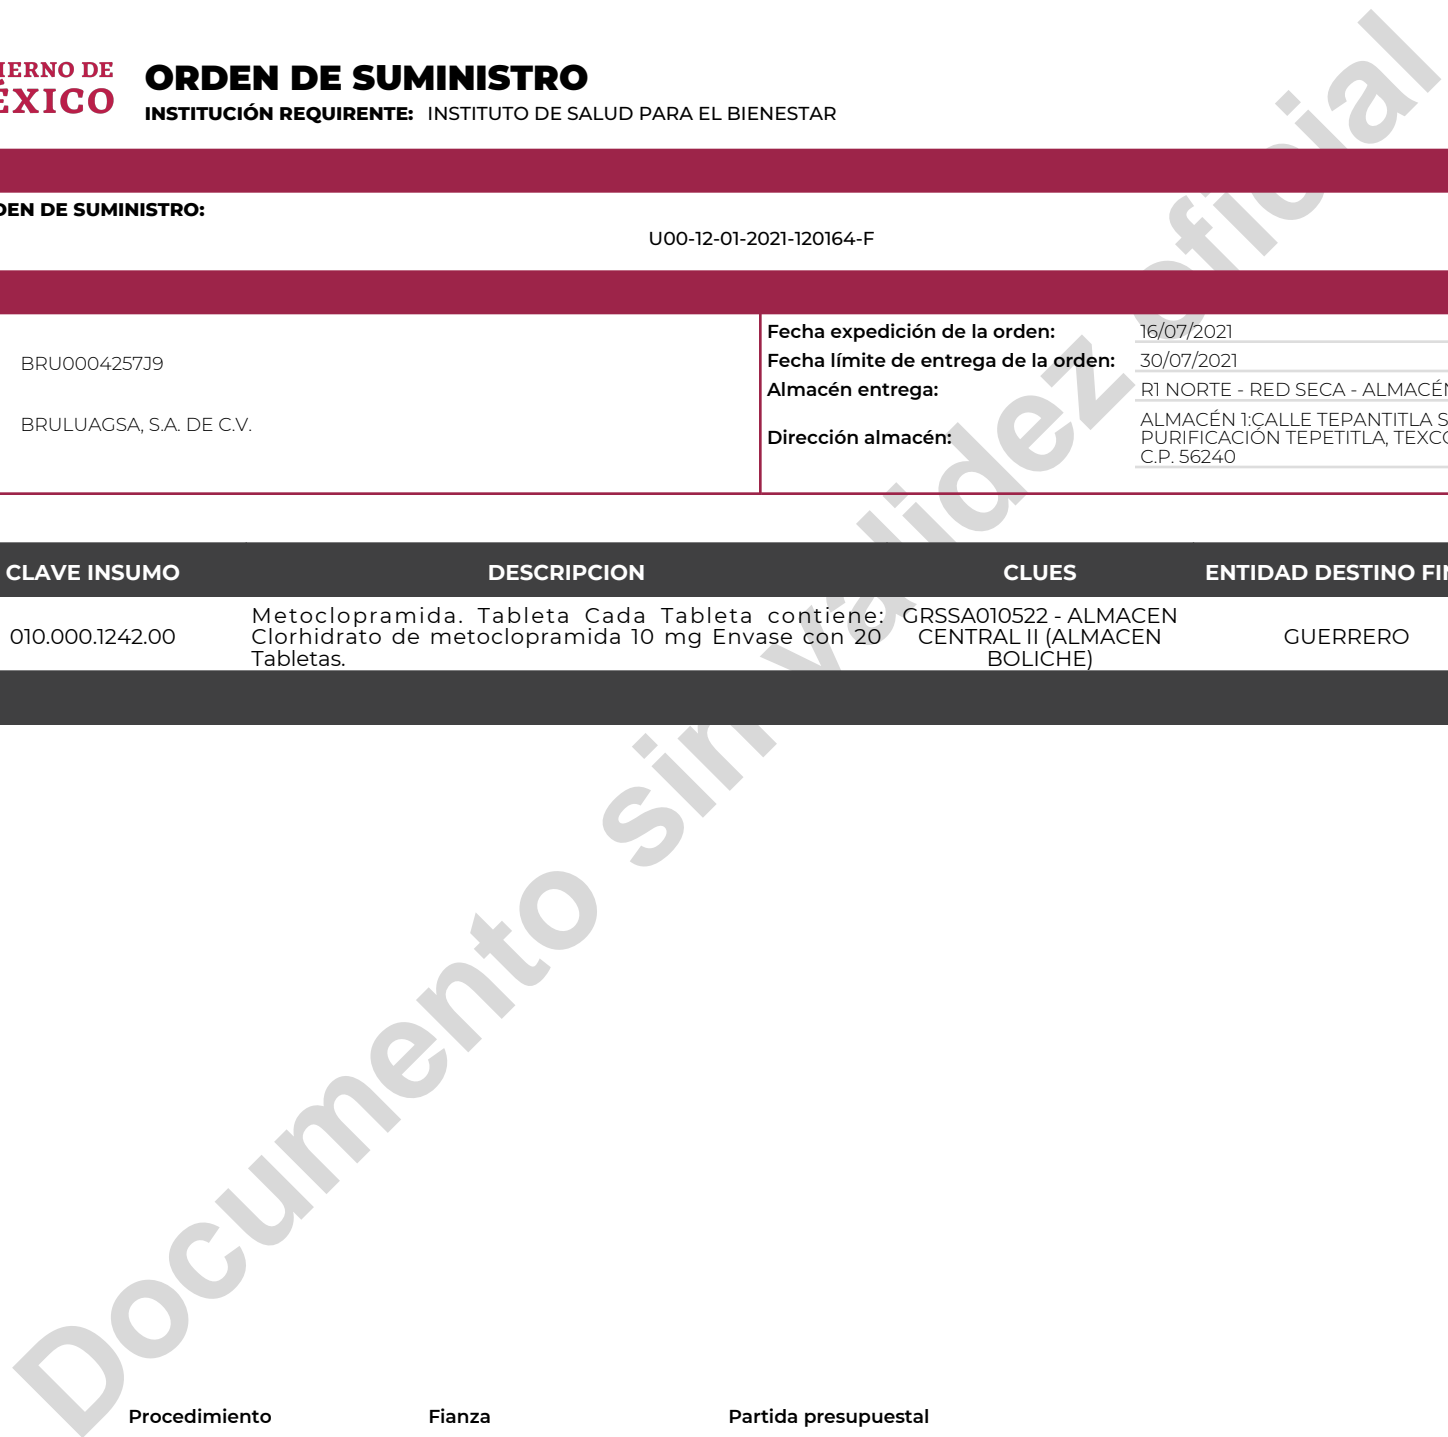 IERNO DE
ÉXICO
ORDEN DE SUMINISTRO
INSTITUCIÓN REQUIRENTE: INSTITUTO DE SALUD PARA EL BIENESTAR
DEN DE SUMINISTRO:
U00-12-01-2021-120164-F
BRU0004257J9
BRULUAGSA, S.A. DE C.V.
Fecha expedición de la orden: 16/07/2021
Fecha límite de entrega de la orden: 30/07/2021
Almacén entrega: R1 NORTE - RED SECA - ALMACÉN
Dirección almacén: ALMACÉN 1:CALLE TEPANTITLA S
PURIFICACIÓN TEPETITLA, TEXCO
C.P. 56240
CLAVE INSUMO DESCRIPCION CLUES ENTIDAD DESTINO FIN
010.000.1242.00
Metoclopramida. Tableta Cada Tableta contiene:
Clorhidrato de metoclopramida 10 mg Envase con 20
Tabletas.
GRSSA010522 - ALMACEN
CENTRAL II (ALMACEN
BOLICHE)
GUERRERO
Documento sin validez oficial
Procedimiento Fianza Partida presupuestal